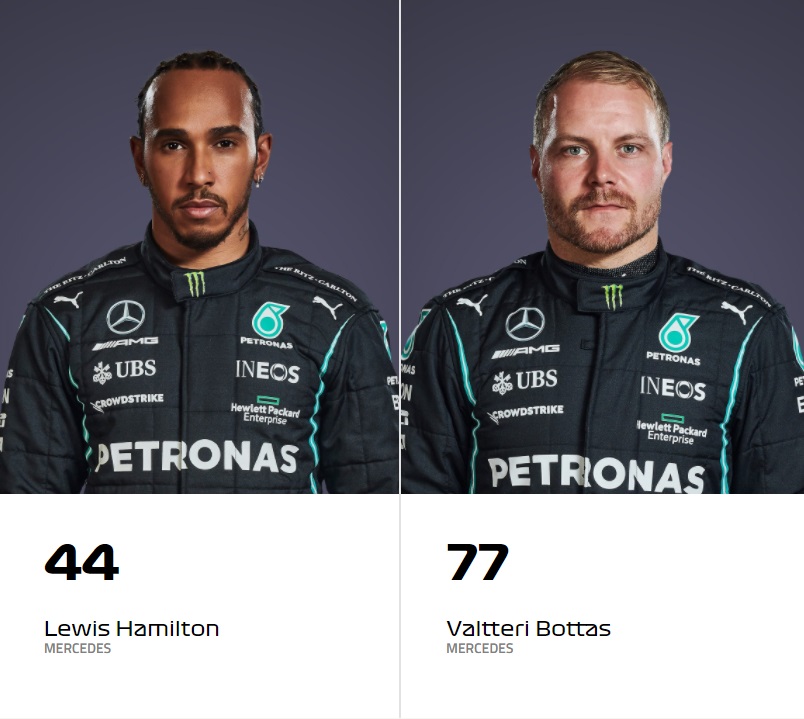 THE RITZ-CARLTON
THE RITZ-CARLTON
AMG
PETRONAS
UBS
INEOS
CROWDSTRIKE
Hewlett Packard
Enterprise
PETRONAS
44
Lewis Hamilton
MERCEDES
THE RITZ-CARLTON
THE RITZ-CARLTON
AMG
PETRONAS
UBS
INEOS
CROWDSTRIKE
Hewlett Packard
Enterprise
PETRONAS
77
Valtteri Bottas
MERCEDES